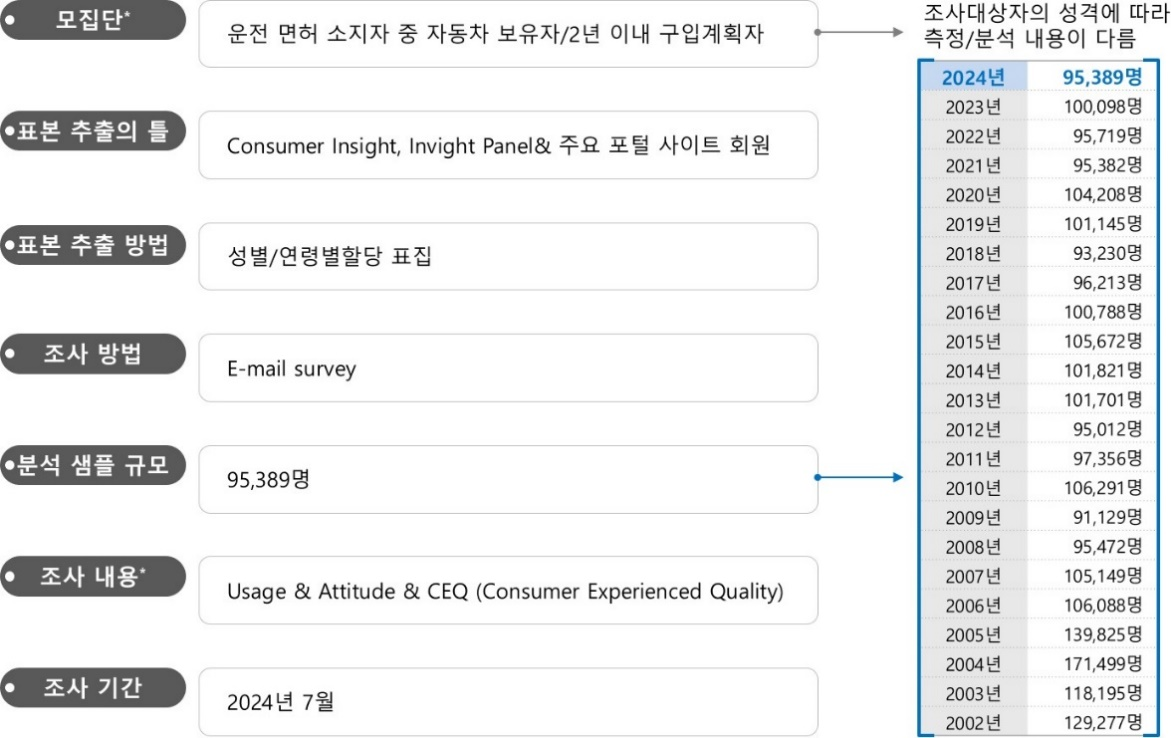 모집단*
운전 면허 소지자 중 자동차 보유자/2년 이내 구입계획자
표본 추출의 틀
Consumer Insight, Invight Panel& 주요 포털 사이트 회원
표본 추출 방법
성별/연령별할당 표집
조사 방법
E-mail survey
분석 샘플 규모
95,389명
조사 내용*
Usage & Attitude & CEQ (Consumer Experienced Quality)
조사 기간
2024년 7월
조사대상자의 성격에 따라
측정/분석 내용이 다름
2024년 95,389명
2023년 100,098명
2022년 95,719명
2021년 95,382명
2020년 104,208명
2019년 101,145명
2018년 93,230명
2017년 96,213명
2016년 100,788명
2015년 105,672명
2014년 101,821명
2013년 101,701명
2012년 95,012명
2011년 97,356명
2010년 106,291명
2009년 91,129명
2008년 95,472명
2007년 105,149명
2006년 106,088명
2005년 139,825명
2004년 171,499명
2003년 118,195명
2002년 129,277명